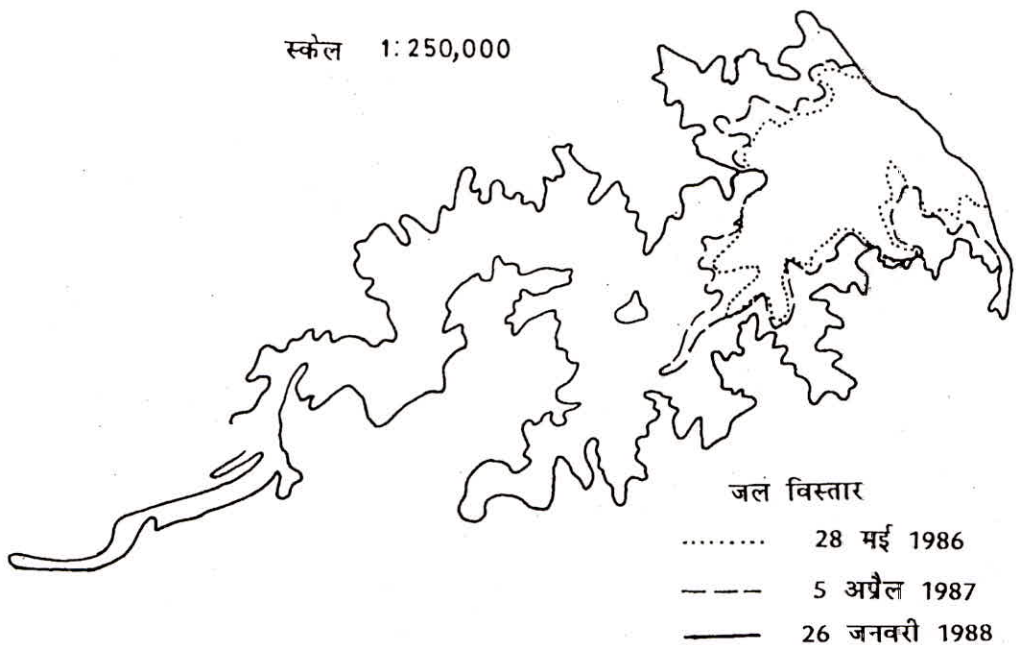 स्केल 1:250,000
जल विस्तार
28 मई 1986
5 अप्रैल 1987
26 जनवरी 1988